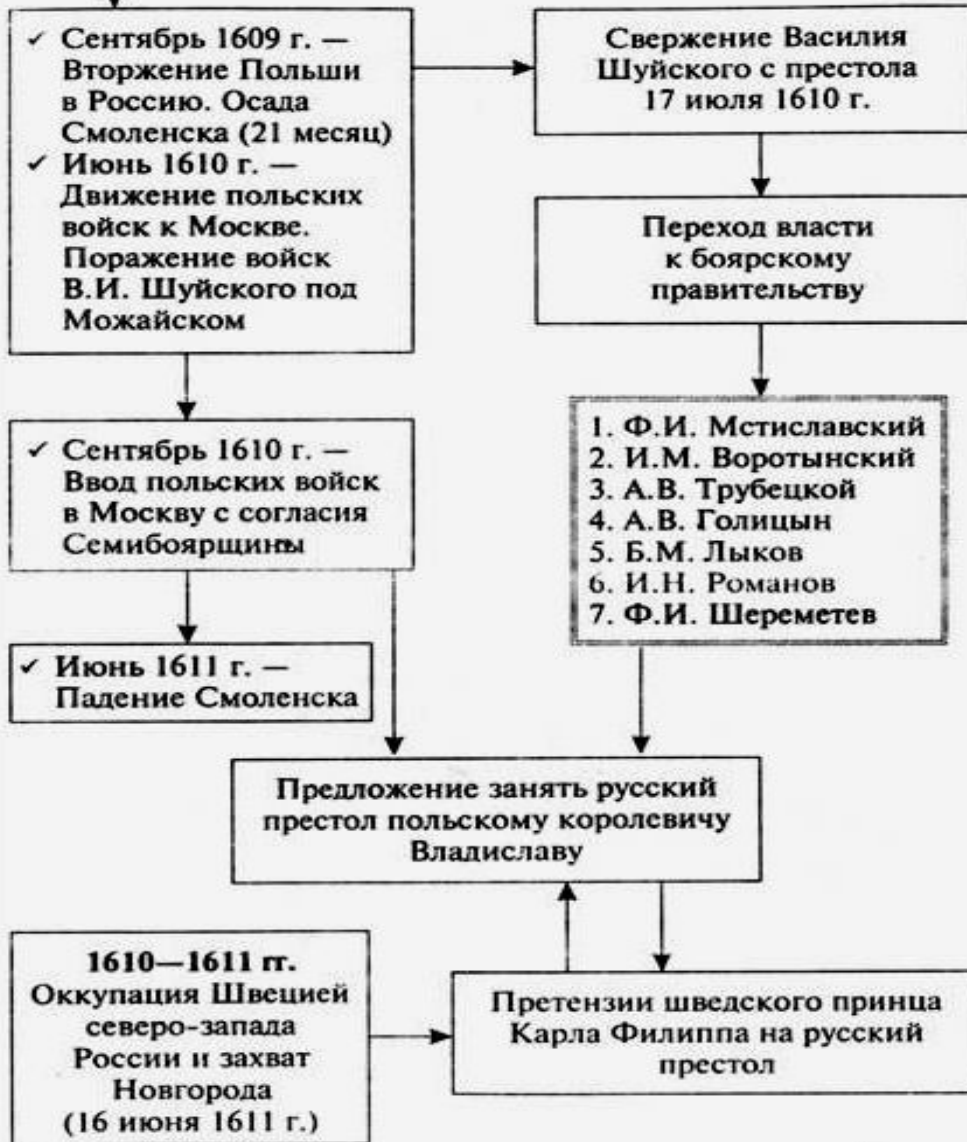 ✓ Сентябрь 1609 г. —
Вторжение Польши
в Россию. Осада
Смоленска (21 месяц)
✓ Июнь 1610 г. —
Движение польских
войск к Москве.
Поражение войск
В.И. Шуйского под
Можайском
Свержение Василия
Шуйского с престола
17 июля 1610 г.
Переход власти
к боярскому
правительству
1. Ф.И. Мстиславский
2. И.М. Воротынский
3. А.В. Трубецкой
4. А.В. Голицын
5. Б.М. Лыков
6. И.Н. Романов
7. Ф.И. Шереметев
✓ Сентябрь 1610 г. —
Ввод польских войск
в Москву с согласия
Семибоярщины
✓ Июнь 1611 г. —
Падение Смоленска
Предложение занять русский
престол польскому королевичу
Владиславу
1610—1611 гг.
Оккупация Швецией
северо-запада
России и захват
Новгорода
(16 июня 1611 г.)
Претензии шведского принца
Карла Филиппа на русский
престол